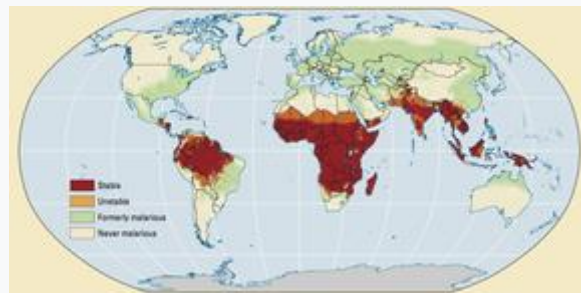 Stable
Unstable
Formerly malarious
Never malarious